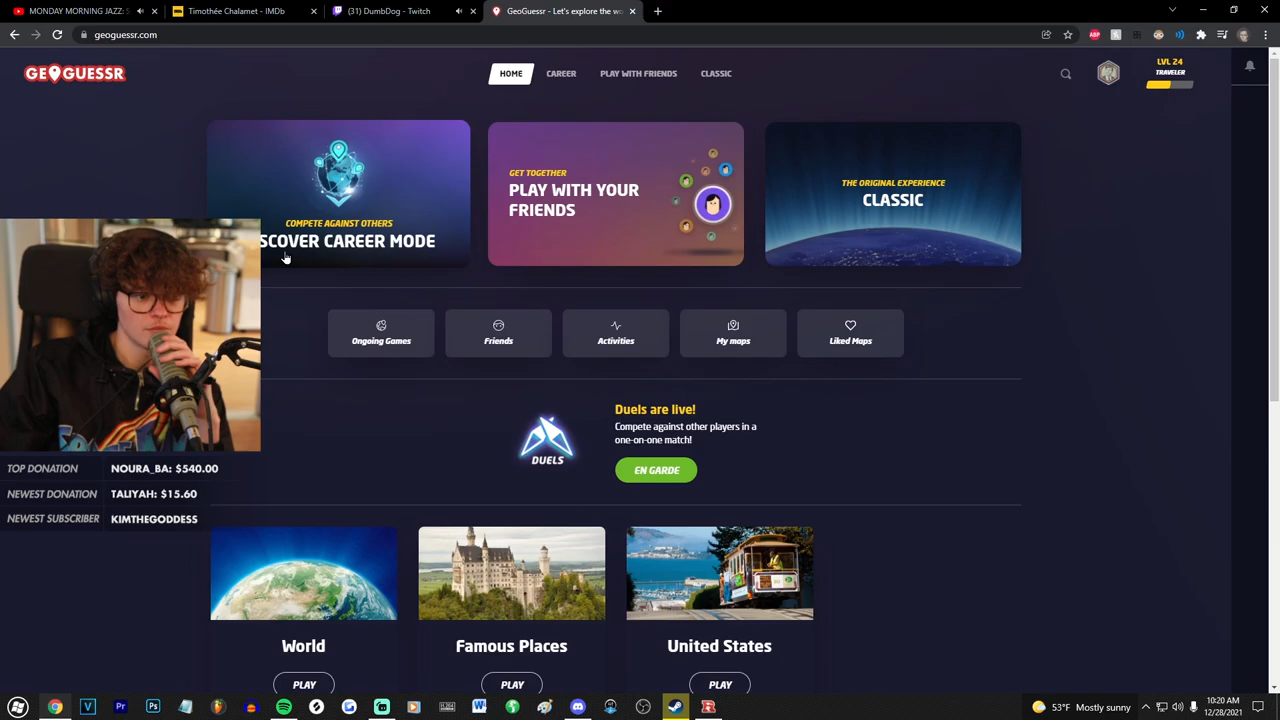 MONDAY MORNING JAZZ: S
Timothée Chalamet - IMDb
(31) DumbDog - Twitch
GeoGuessr - Let's explore the wo
geoguessr.com
GEOGUESSR
HOME
CAREER
PLAY WITH FRIENDS
CLASSIC
LVL 24
TRAVELER
COMPETE AGAINST OTHERS
SCOVER CAREER MODE
GET TOGETHER
PLAY WITH YOUR
FRIENDS
THE ORIGINAL EXPERIENCE
CLASSIC
Ongoing Games
Friends
Activities
My maps
Liked Maps
DUELS
Duels are live!
Compete against other players in a
one-on-one match!
EN GARDE
TOP DONATION
NOURA_BA: $540.00
NEWEST DONATION
TALIYAH: $15.60
NEWEST SUBSCRIBER
KIMTHEGODDESS
World
Famous Places
United States
PLAY
PLAY
PLAY
53°F Mostly sunny
10:20 AM
12/28/2021